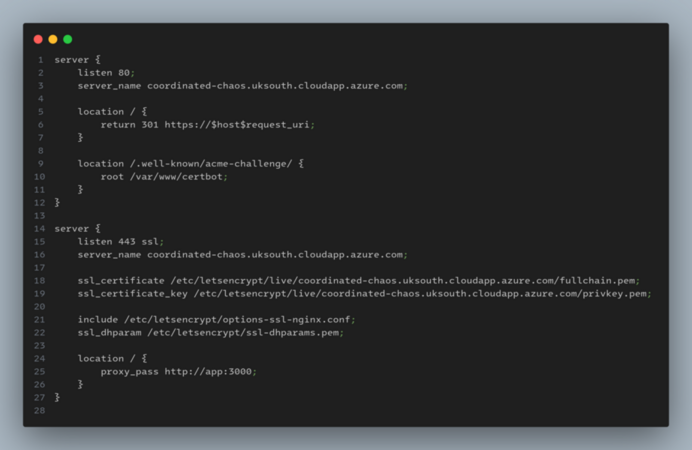 1 server {
2 listen 80;
3 server_name coordinated-chaos.uksouth.cloudapp.azure.com;
4
5 location / {
6 return 301 https://$host$request_uri;
7 }
8
9 location /.well-known/acme-challenge/ {
10 root /var/www/certbot;
11 }
12 }
13
14 server {
15 listen 443 ssl;
16 server_name coordinated-chaos.uksouth.cloudapp.azure.com;
17
18 ssl_certificate /etc/letsencrypt/live/coordinated-chaos.uksouth.cloudapp.azure.com/fullchain.pem;
19 ssl_certificate_key /etc/letsencrypt/live/coordinated-chaos.uksouth.cloudapp.azure.com/privkey.pem;
20
21 include /etc/letsencrypt/options-ssl-nginx.conf;
22 ssl_dhparam /etc/letsencrypt/ssl-dhparams.pem;
23
24 location / {
25 proxy_pass http://app:3000;
26 }
27 }
28